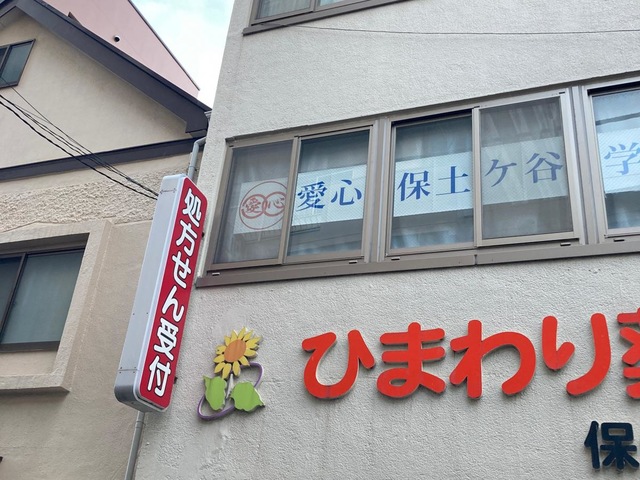 愛心 愛心 保土ケ谷 学
処方せん受付
ひまわり薬
保